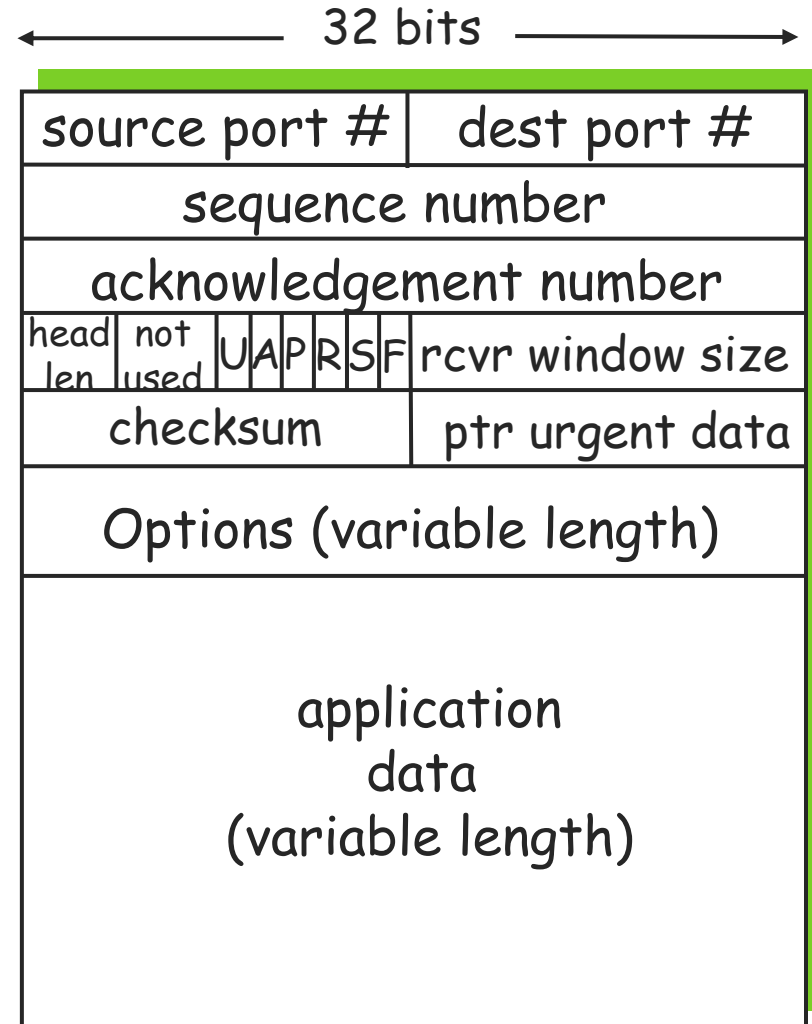 32 bits
source port # dest port #
sequence number
acknowledgement number
head not U A P R S F rcvr window size
len used
checksum ptr urgent data
Options (variable length)
application
data
(variable length)